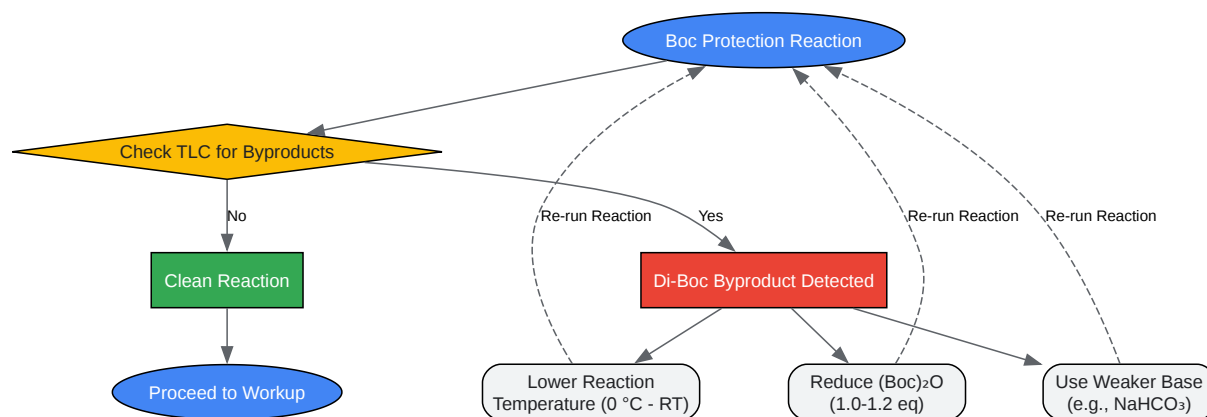 Boc Protection Reaction
Check TLC for Byproducts
No
Re-run Reaction
Yes
Re-run Reaction
Re-run Reaction
Clean Reaction
Di-Boc Byproduct Detected
Proceed to Workup
Lower Reaction
Temperature (0 °C - RT)
Reduce (Boc)₂O
(1.0-1.2 eq)
Use Weaker Base
(e.g., NaHCO₃)